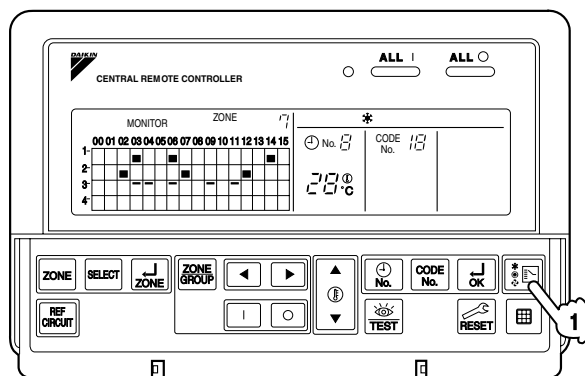 DAIKIN
CENTRAL REMOTE CONTROLLER
ALL I
ALL ○
MONITOR
ZONE 7
00 01 02 03 04 05 06 07 08 09 10 11 12 13 14 15
1-
2-
3-
4-
No. 8
CODE No. 18
28°C
ZONE
SELECT
ZONE
ZONE GROUP
No.
CODE No.
OK
REF CIRCUIT
I
○
TEST
RESET
1